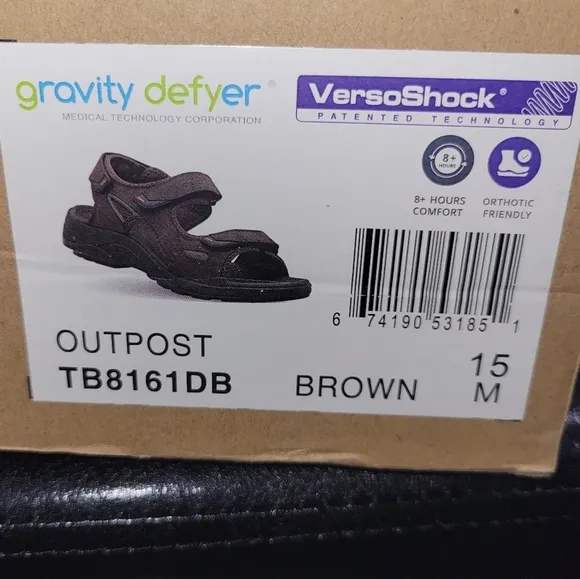 gravity defyer®
MEDICAL TECHNOLOGY CORPORATION
VersoShock®
PATENTED TECHNOLOGY
8+
HOURS
8+ HOURS
COMFORT
ORTHOTIC
FRIENDLY
6 74190 53185 1
OUTPOST
TB8161DB
BROWN
15
M